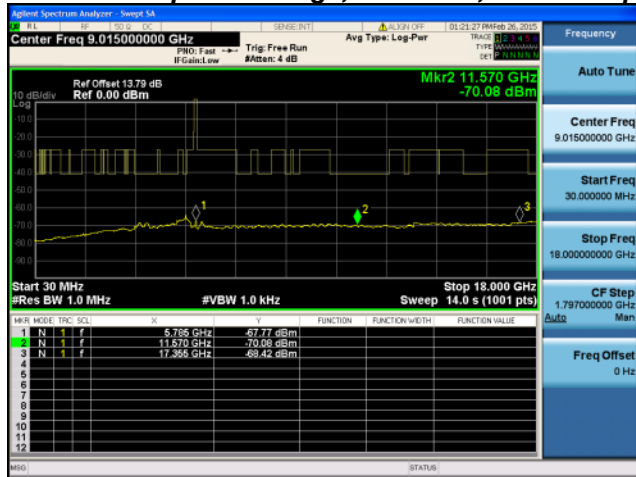 Agilent Spectrum Analyzer - Swept SA
RL RF 50 Ω DC SENSE:INT ALIGN OFF 01:21:27 PM Feb 26, 2015
Center Freq 9.015000000 GHz
PNO: Fast
IFGain:Low
Trig: Free Run
#Atten: 4 dB
Avg Type: Log-Pwr
TRACE 1 2 3 4 5 6
TYPE
DET P N N N N N
Mkr2 11.570 GHz
-70.08 dBm
Ref Offset 13.79 dB
10 dB/div Ref 0.00 dBm
Log
-10.0
-20.0
-30.0
-40.0
-50.0
-60.0
-70.0
-80.0
-90.0
1
2
3
Start 30 MHz Stop 18.000 GHz
#Res BW 1.0 MHz #VBW 1.0 kHz Sweep 14.0 s (1001 pts)
MKR MODE TRC SCL X Y FUNCTION FUNCTION WIDTH FUNCTION VALUE
1 N 1 f 5.785 GHz -67.77 dBm
2 N 1 f 11.570 GHz -70.08 dBm
3 N 1 f 17.355 GHz -68.42 dBm
4
5
6
7
8
9
10
11
12
MSG STATUS
Frequency
Auto Tune
Center Freq
9.015000000 GHz
Start Freq
30.000000 MHz
Stop Freq
18.000000000 GHz
CF Step
1.797000000 GHz
Auto Man
Freq Offset
0 Hz